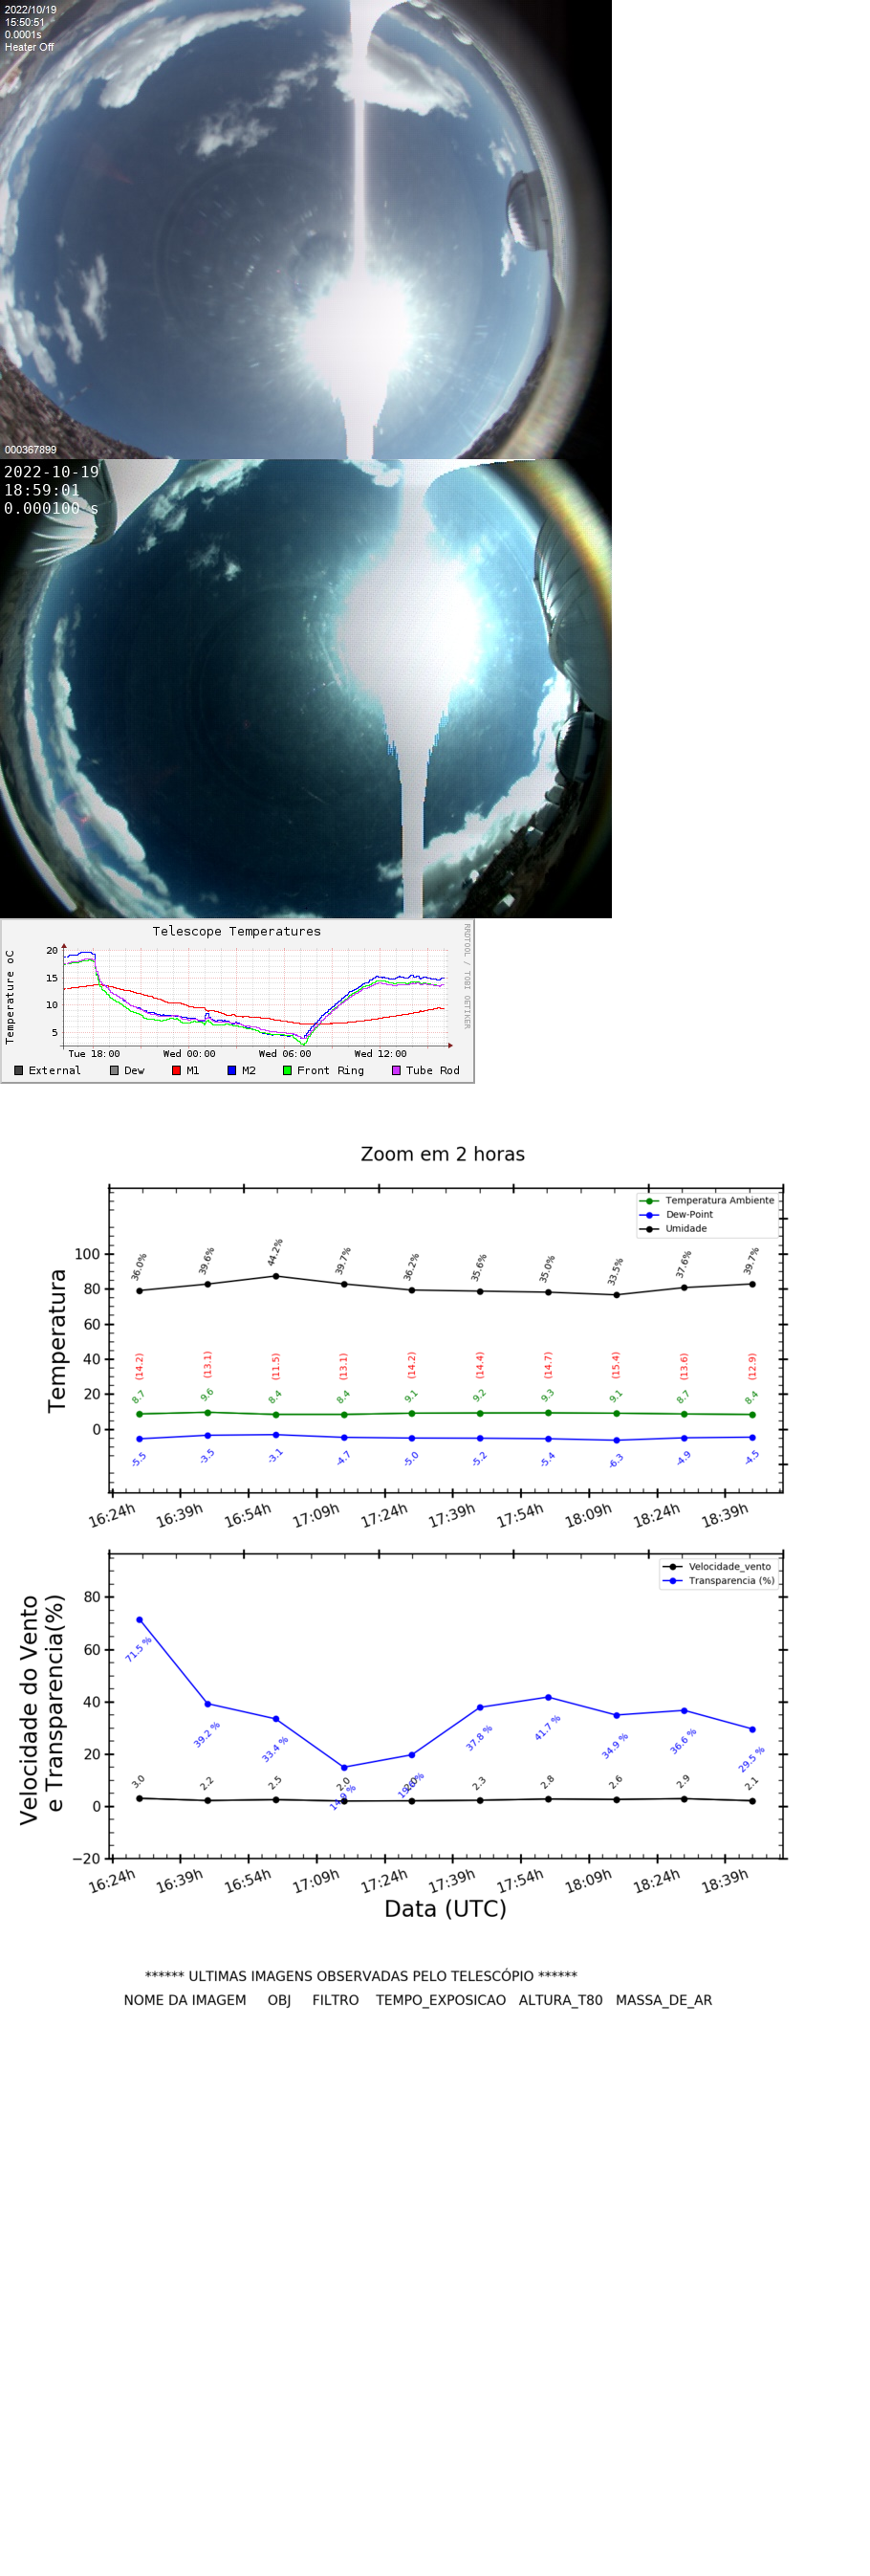 2022/10/19
15:50:51
0.0001s
Heater Off
000367899
2022-10-19
18:59:01
0.000100 s
Telescope Temperatures
RRDTOOL / TOBI OETIKER
Temperature oC
20
15
10
5
Tue 18:00 Wed 00:00 Wed 06:00 Wed 12:00
External Dew M1 M2 Front Ring Tube Rod
Zoom em 2 horas
Temperatura Ambiente
Dew-Point
Umidade
Temperatura
100
80
60
40
20
0
36.0% 39.6% 44.2% 39.7% 36.2% 35.6% 35.0% 33.5% 37.6% 39.7%
(14.2) (13.1) (11.5) (13.1) (14.2) (14.4) (14.7) (15.4) (13.6) (12.9)
8.7 9.6 8.4 8.4 9.1 9.2 9.3 9.1 8.7 8.4
-5.5 -3.5 -3.1 -4.7 -5.0 -5.2 -5.4 -6.3 -4.9 -4.5
16:24h 16:39h 16:54h 17:09h 17:24h 17:39h 17:54h 18:09h 18:24h 18:39h
Velocidade_vento
Transparencia (%)
Velocidade do Vento
e Transparencia(%)
80
60
40
20
0
−20
71.5 % 39.2 % 33.4 % 37.8 % 41.7 % 34.9 % 36.6 % 29.5 %
3.0 2.2 2.5 2.0 2.3 2.8 2.6 2.9 2.1
16:24h 16:39h 16:54h 17:09h 17:24h 17:39h 17:54h 18:09h 18:24h 18:39h
Data (UTC)
****** ULTIMAS IMAGENS OBSERVADAS PELO TELESCÓPIO ******
NOME DA IMAGEM OBJ FILTRO TEMPO_EXPOSICAO ALTURA_T80 MASSA_DE_AR